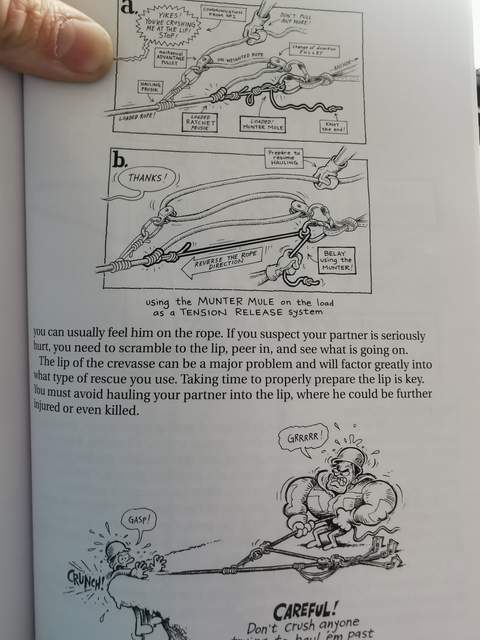 a.
YIKES!
YOU'VE CRUSHING
ME AT THE LIP!
STOP!
COMMUNICATION
FROM
DON'T PULL
ANY MORE!
mechanical
ADVANTAGE
PULLEY
UN-WEIGHTED ROPE
change of direction
PULLEY
ANCHOR
HAULING
PRUSIK
LOADED ROPE!
LOADED
RATCHET
PRUSIK
LOADED!
MUNTER MULE
KNOT
the end!
b.
THANKS!
Prepare to
resume
HAULING
REVERSE THE ROPE
DIRECTION
BELAY
using the
MUNTER!
using the MUNTER MULE on the load
as a TENSION RELEASE system
you can usually feel him on the rope. If you suspect your partner is seriously
hurt, you need to scramble to the lip, peer in, and see what is going on.
The lip of the crevasse can be a major problem and will factor greatly into
what type of rescue you use. Taking time to properly prepare the lip is key.
You must avoid hauling your partner into the lip, where he could be further
injured or even killed.
GRRRRR!
GASP!
CRUNCH!
CAREFUL!
Don't crush anyone
trying to haul 'em past